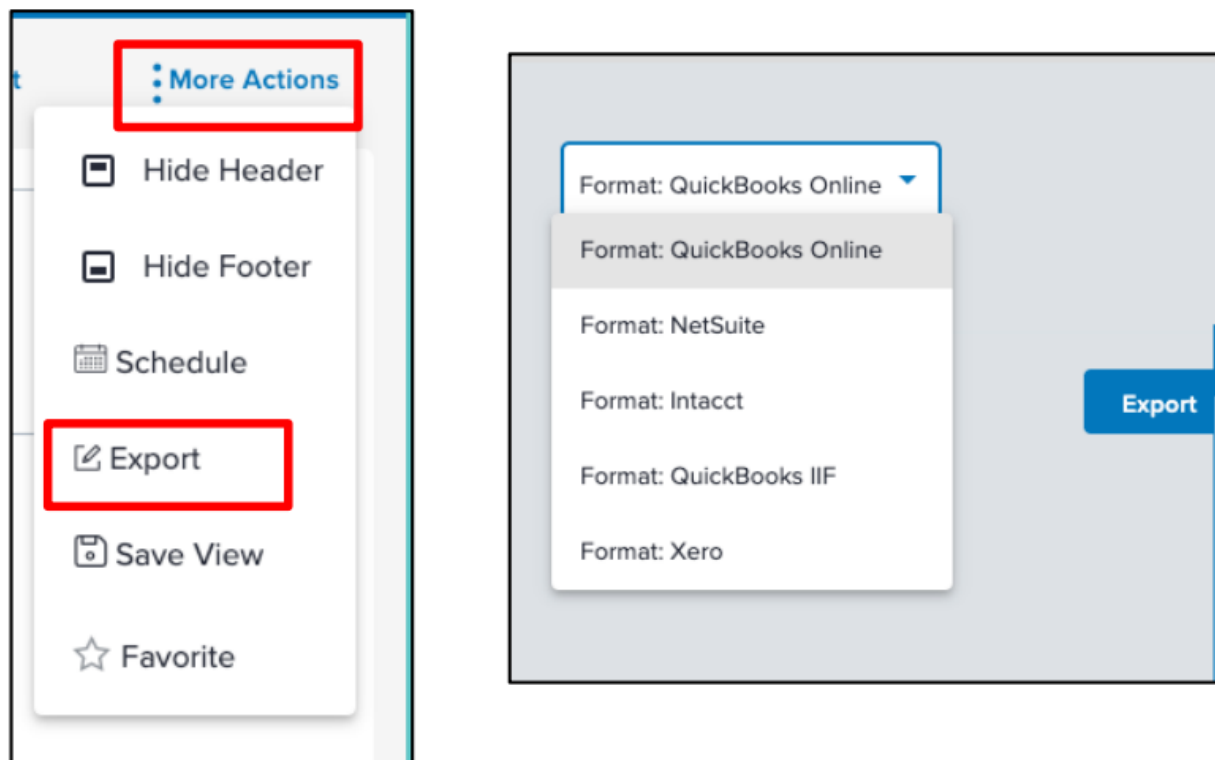 t
More Actions
Hide Header
Hide Footer
Schedule
Export
Save View
Favorite
Format: QuickBooks Online
Format: QuickBooks Online
Format: NetSuite
Format: Intacct
Format: QuickBooks IIF
Format: Xero
Export